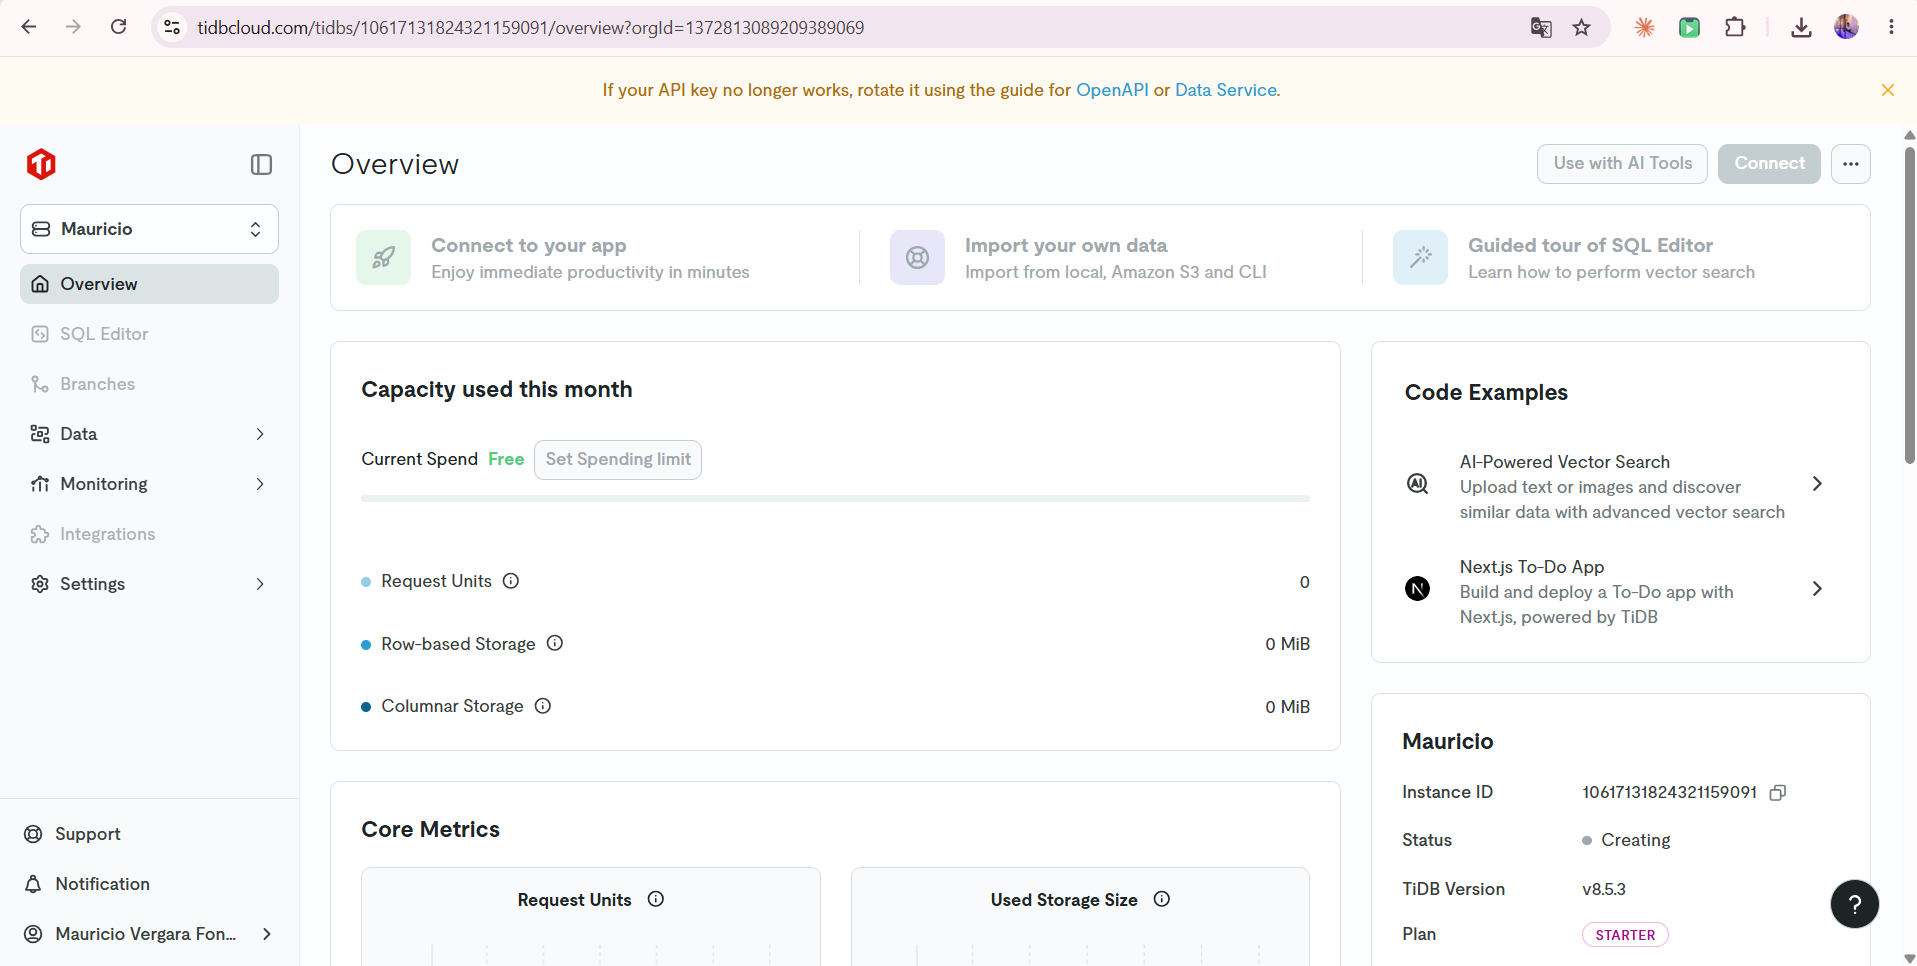 tidbcloud.com/tidbs/10617131824321159091/overview?orgId=1372813089209389069
If your API key no longer works, rotate it using the guide for OpenAPI or Data Service.
Mauricio
Overview
SQL Editor
Branches
Data
Monitoring
Integrations
Settings
Support
Notification
Mauricio Vergara Fon...
Overview
Use with AI Tools
Connect
Connect to your app
Enjoy immediate productivity in minutes
Import your own data
Import from local, Amazon S3 and CLI
Guided tour of SQL Editor
Learn how to perform vector search
Capacity used this month
Current Spend Free Set Spending limit
Request Units 0
Row-based Storage 0 MiB
Columnar Storage 0 MiB
Core Metrics
Request Units
Used Storage Size
Code Examples
AI
AI-Powered Vector Search
Upload text or images and discover
similar data with advanced vector search
N
Next.js To-Do App
Build and deploy a To-Do app with
Next.js, powered by TiDB
Mauricio
Instance ID 10617131824321159091
Status Creating
TiDB Version v8.5.3
Plan STARTER
?